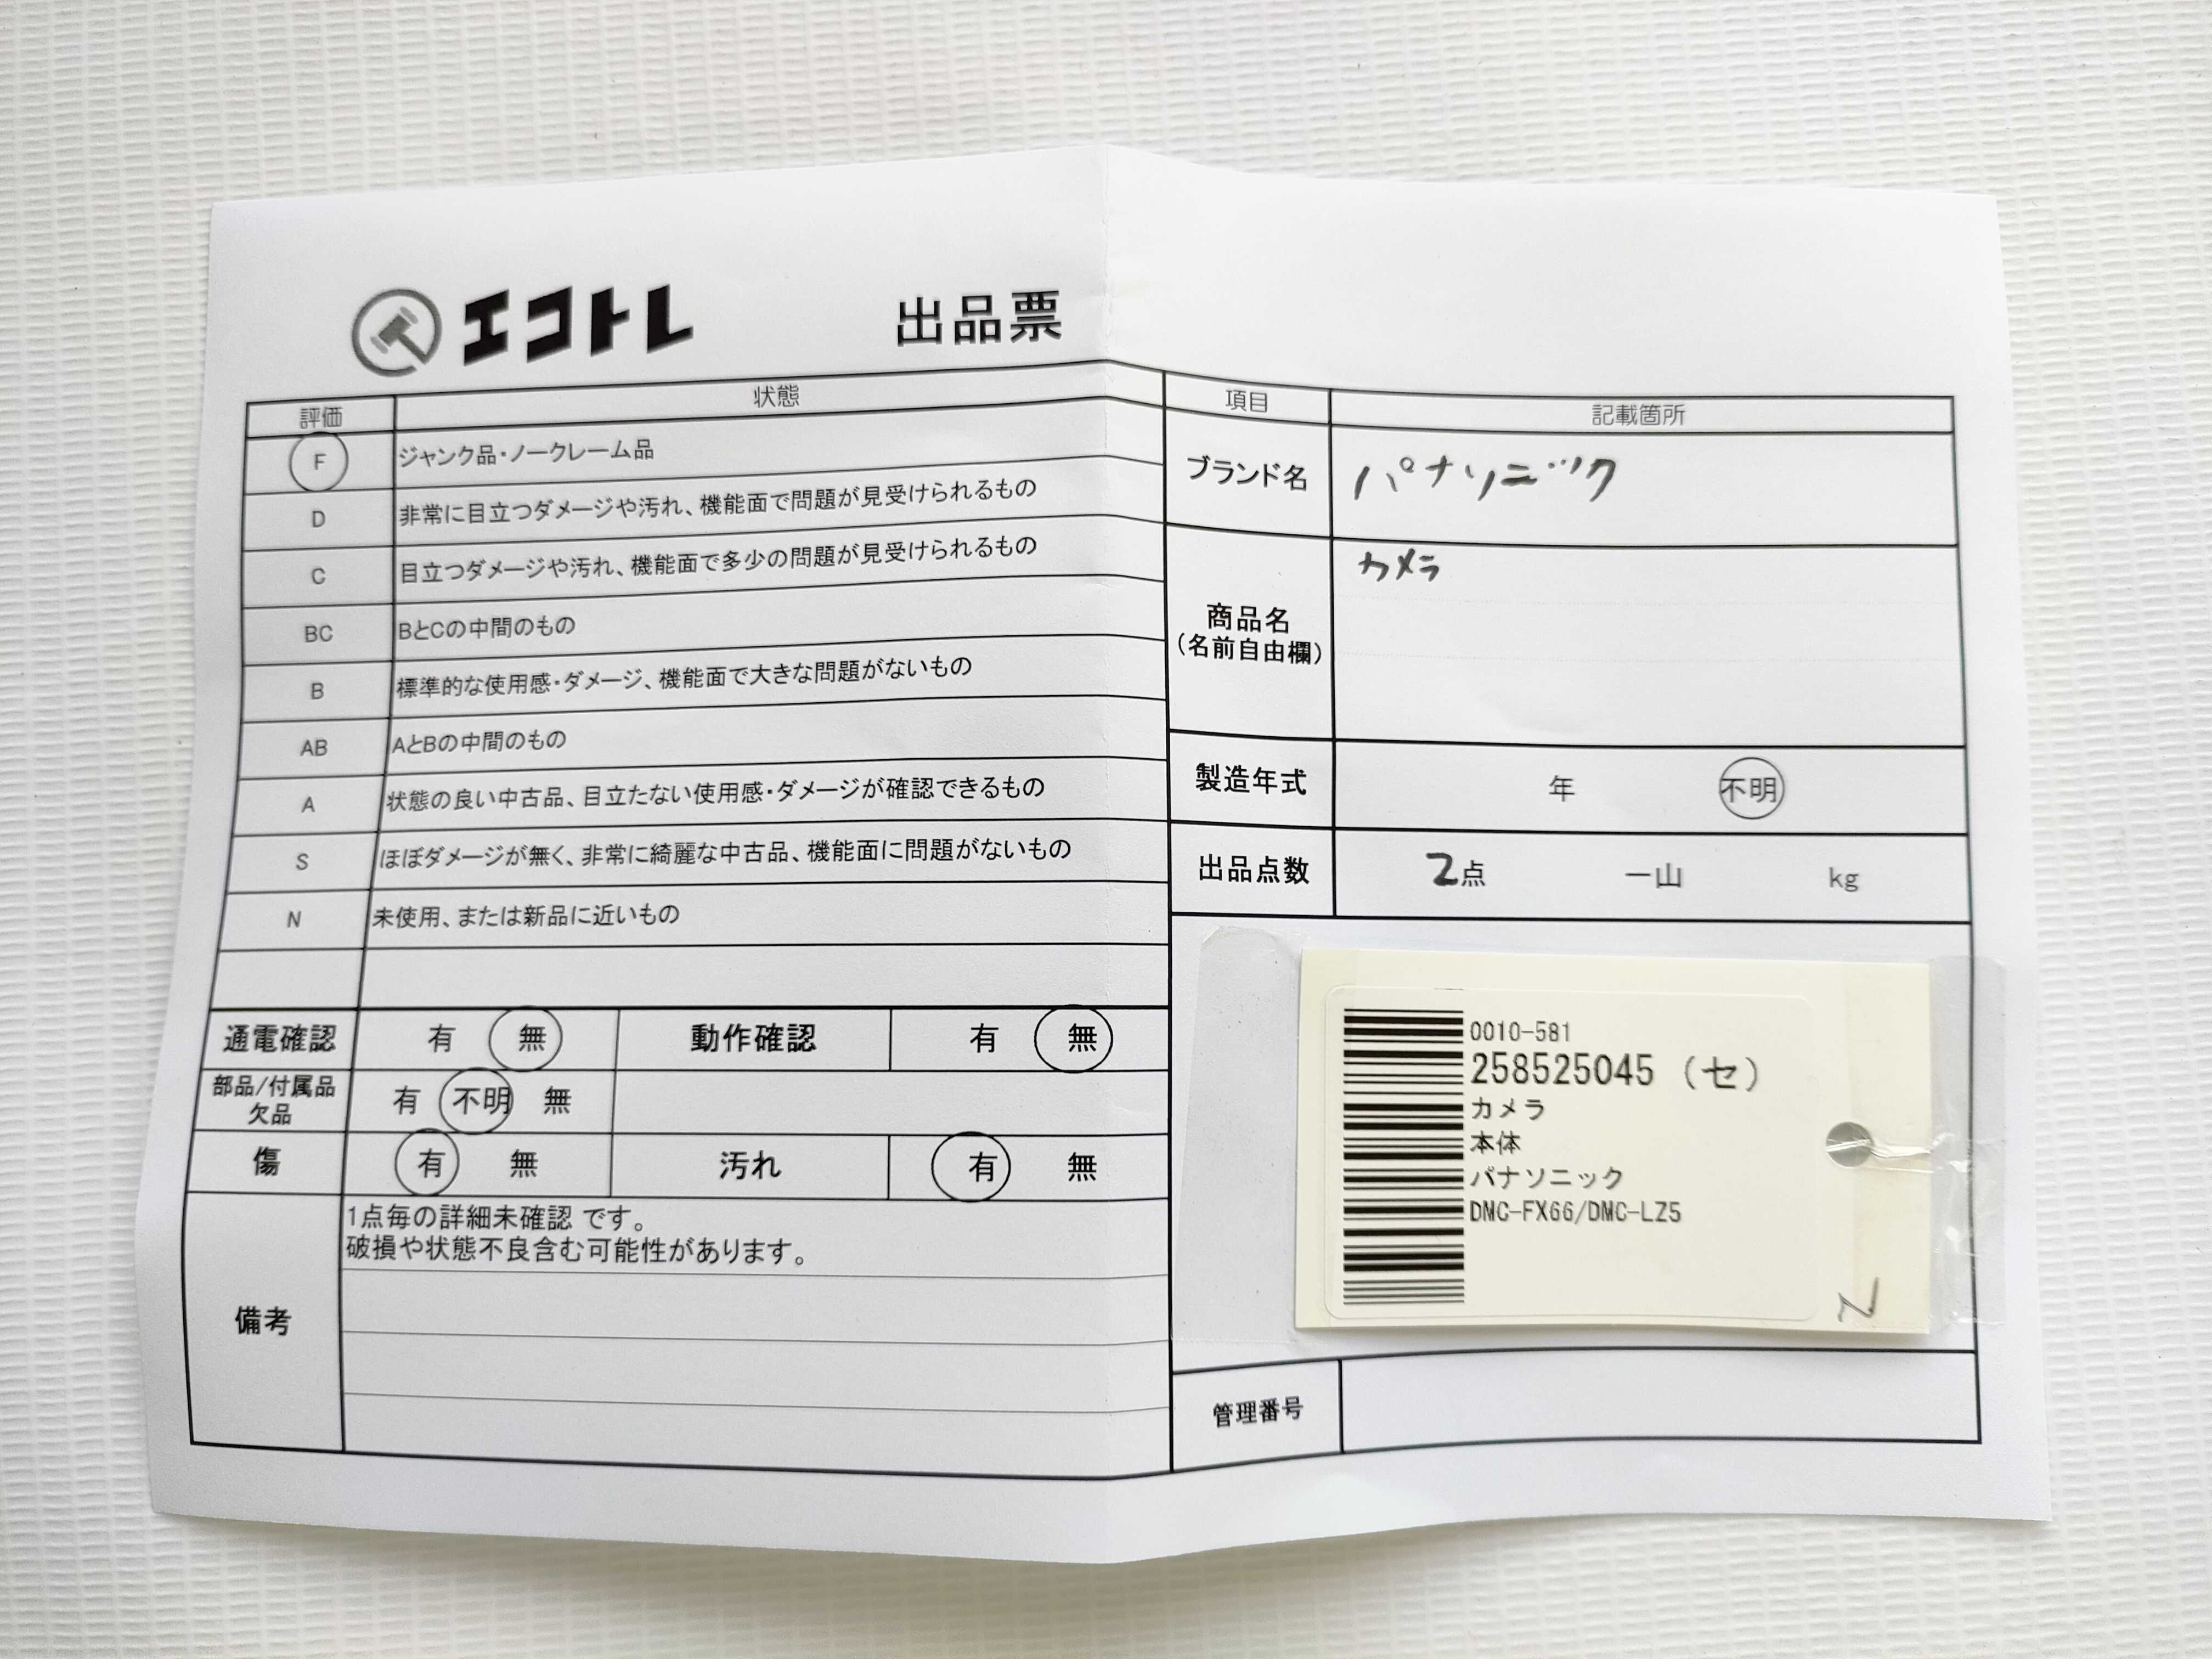 エコトレ 出品票
評価 状態
F ジャンク品・ノークレーム品
D 非常に目立つダメージや汚れ、機能面で問題が見受けられるもの
C 目立つダメージや汚れ、機能面で多少の問題が見受けられるもの
BC BとCの中間のもの
B 標準的な使用感・ダメージ、機能面で大きな問題がないもの
AB AとBの中間のもの
A 状態の良い中古品、目立たない使用感・ダメージが確認できるもの
S ほぼダメージが無く、非常に綺麗な中古品、機能面に問題がないもの
N 未使用、または新品に近いもの
通電確認 有 無 動作確認 有 無
部品/付属品
欠品 有 不明 無
傷 有 無 汚れ 有 無
備考
1点毎の詳細未確認 です。
破損や状態不良含む可能性があります。
項目 記載箇所
ブランド名 パナソニック
商品名
(名前自由欄)
カメラ
製造年式 年 不明
出品点数 2点 一山 kg
0010-581
258525045 (セ)
カメラ
本体
パナソニック
DMC-FX66/DMC-LZ5
管理番号